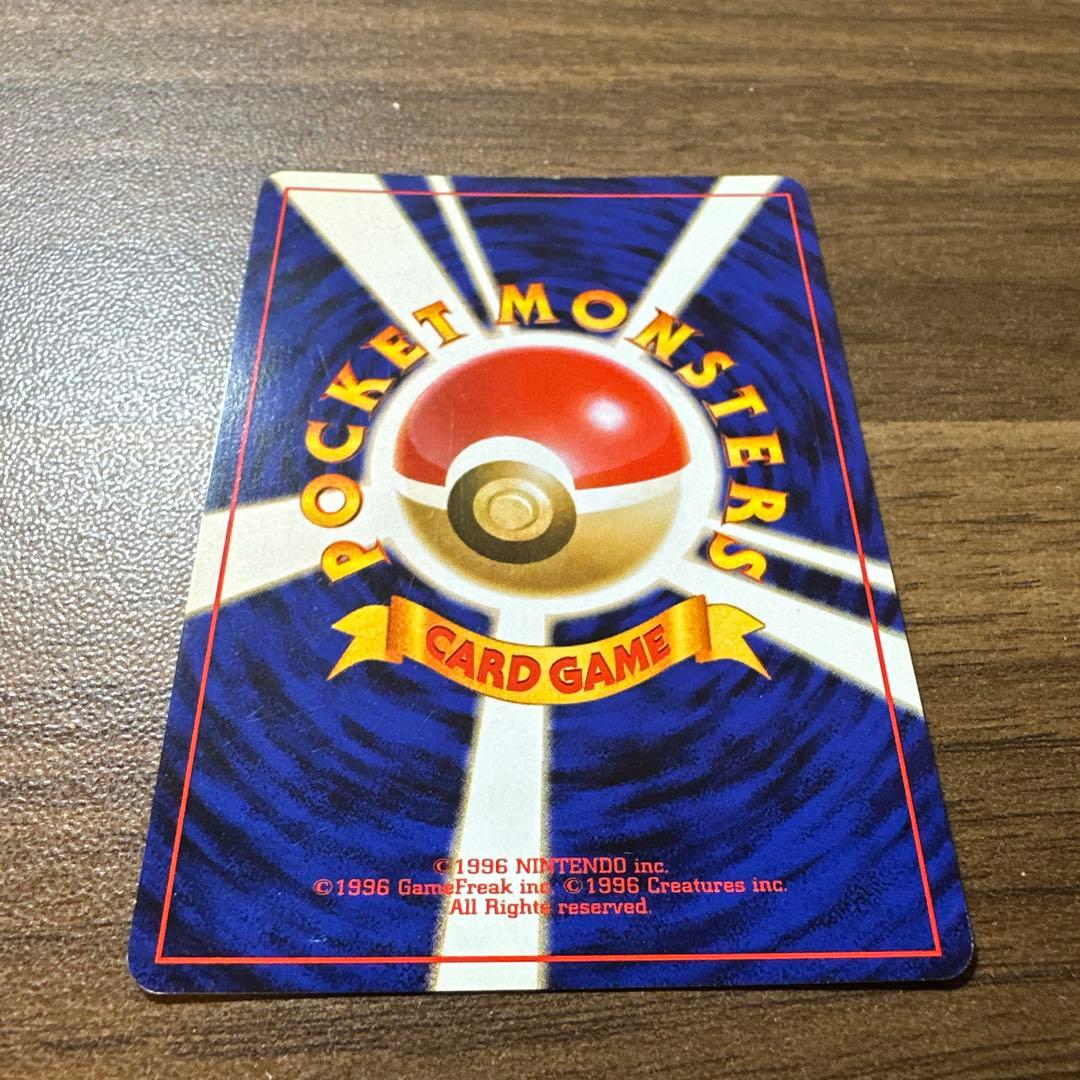 POCKET MONSTERS
CARD GAME
©1996 NINTENDO inc.
©1996 GameFreak inc. ©1996 Creatures inc.
All Rights reserved.